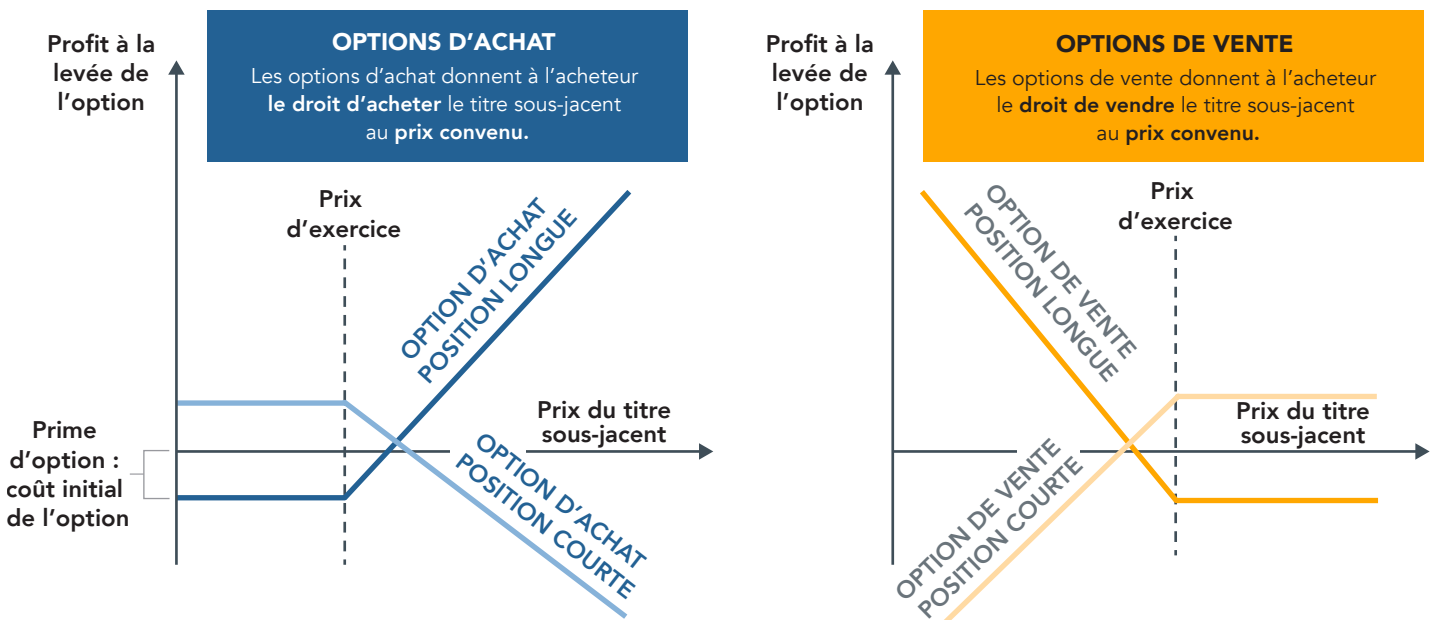 Profit à la
levée de
l’option
OPTIONS D’ACHAT
Les options d’achat donnent à l’acheteur
le droit d’acheter le titre sous-jacent
au prix convenu.
Prix
d’exercice
OPTION D’ACHAT
POSITION LONGUE
Prix du titre
sous-jacent
Prime
d’option :
coût initial
de l’option
OPTION D’ACHAT
POSITION COURTE
Profit à la
levée de
l’option
OPTIONS DE VENTE
Les options de vente donnent à l’acheteur
le droit de vendre le titre sous-jacent
au prix convenu.
OPTION DE VENTE
POSITION LONGUE
Prix
d’exercice
Prix du titre
sous-jacent
OPTION DE VENTE
POSITION COURTE